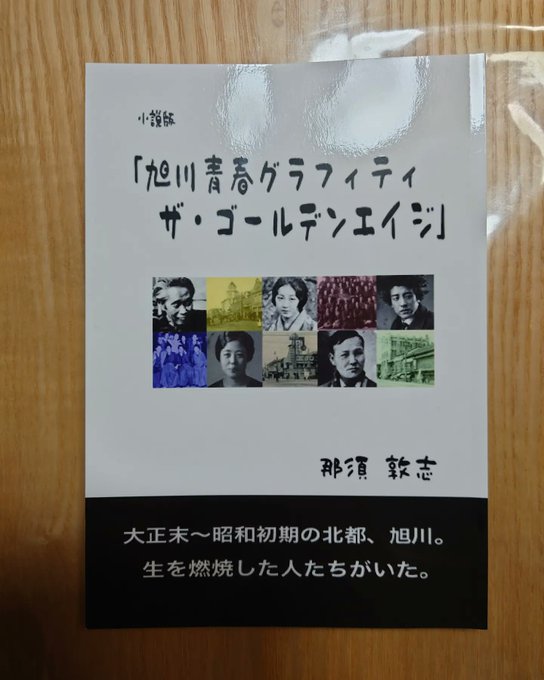 小説版
「旭川青春グラフィティ
ザ・ゴールデンエイジ」
那須 敦志
大正末～昭和初期の北都、旭川。
生を燃焼した人たちがいた。